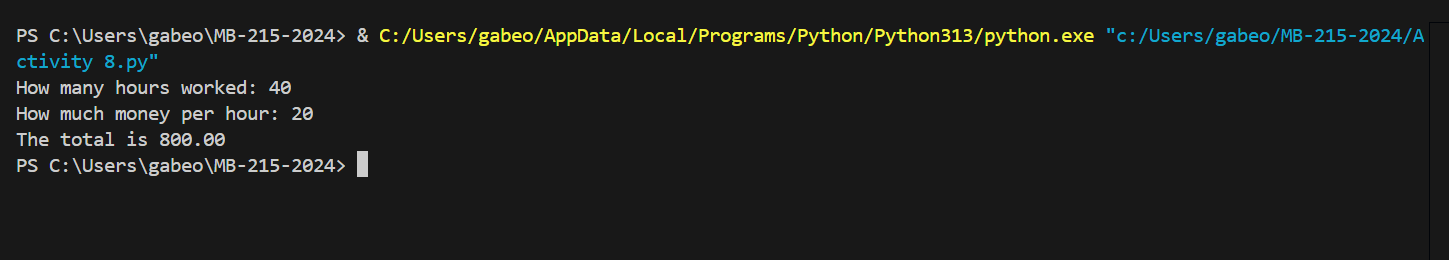 PS C:\Users\gabeo\MB-215-2024> & C:/Users/gabeo/AppData/Local/Programs/Python/Python313/python.exe "c:/Users/gabeo/MB-215-2024/A
ctivity 8.py"
How many hours worked: 40
How much money per hour: 20
The total is 800.00
PS C:\Users\gabeo\MB-215-2024>